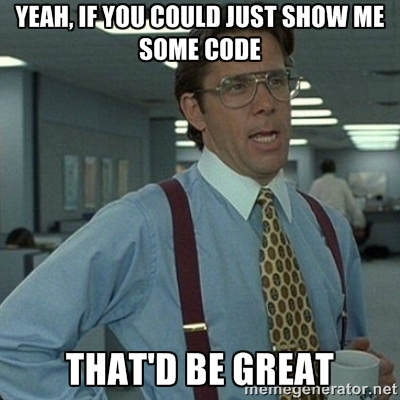 YEAH, IF YOU COULD JUST SHOW ME
SOME CODE
THAT'D BE GREAT
memegenerator.net